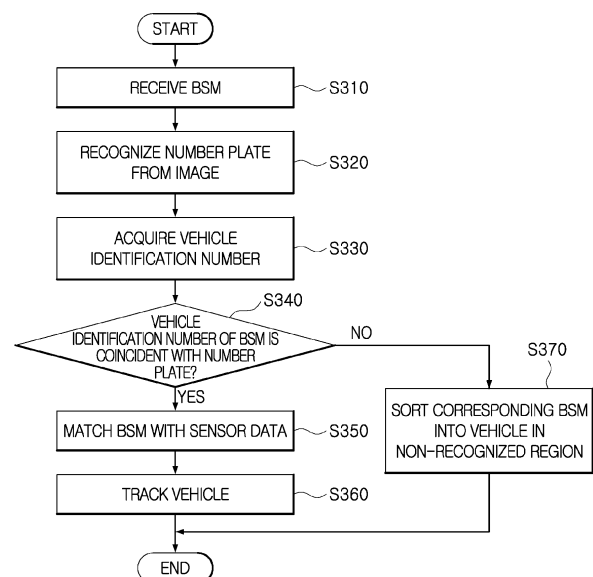 START
RECEIVE BSM
S310
RECOGNIZE NUMBER PLATE
FROM IMAGE
S320
ACQUIRE VEHICLE
IDENTIFICATION NUMBER
S330
S340
VEHICLE
IDENTIFICATION NUMBER OF BSM IS
COINCIDENT WITH NUMBER
PLATE?
NO
YES
MATCH BSM WITH SENSOR DATA
S350
TRACK VEHICLE
S360
S370
SORT CORRESPONDING BSM
INTO VEHICLE IN
NON-RECOGNIZED REGION
END